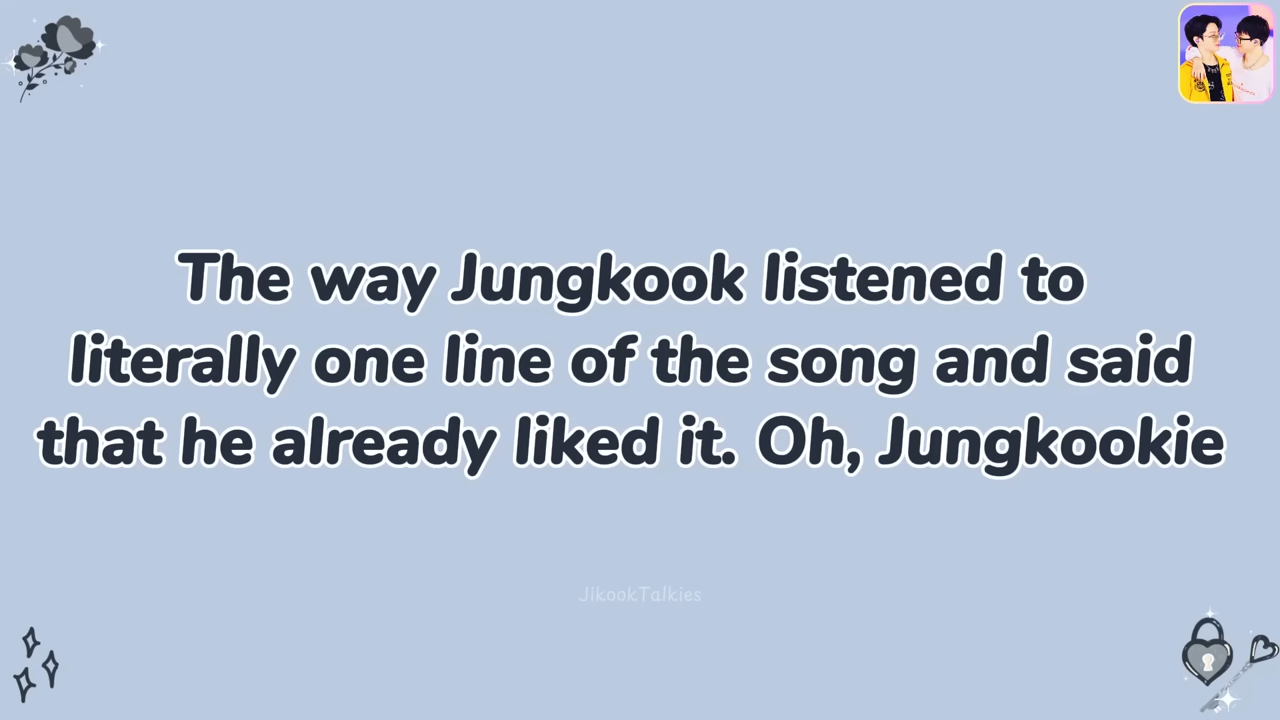 The way Jungkook listened to
literally one line of the song and said
that he already liked it. Oh, Jungkookie
JikookTalkies